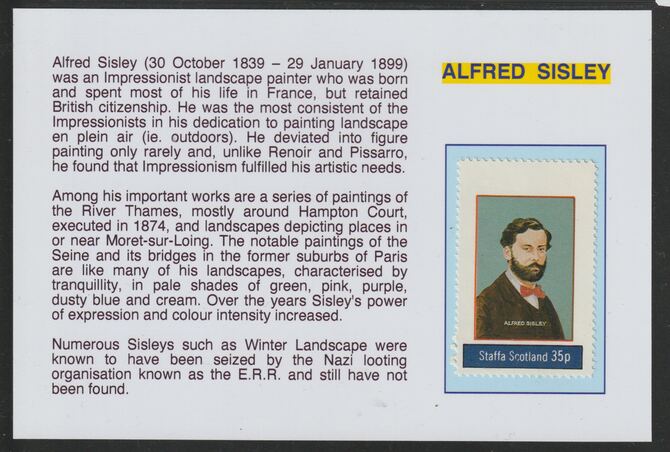 Alfred Sisley (30 October 1839 – 29 January 1899)
was an Impressionist landscape painter who was born
and spent most of his life in France, but retained
British citizenship. He was the most consistent of the
Impressionists in his dedication to painting landscape
en plein air (ie. outdoors). He deviated into figure
painting only rarely and, unlike Renoir and Pissarro,
he found that Impressionism fulfilled his artistic needs.
Among his important works are a series of paintings of
the River Thames, mostly around Hampton Court,
executed in 1874, and landscapes depicting places in
or near Moret-sur-Loing. The notable paintings of the
Seine and its bridges in the former suburbs of Paris
are like many of his landscapes, characterised by
tranquillity, in pale shades of green, pink, purple,
dusty blue and cream. Over the years Sisley's power
of expression and colour intensity increased.
Numerous Sisleys such as Winter Landscape were
known to have been seized by the Nazi looting
organisation known as the E.R.R. and still have not
been found.
ALFRED SISLEY
ALFRED SISLEY
Staffa Scotland 35p